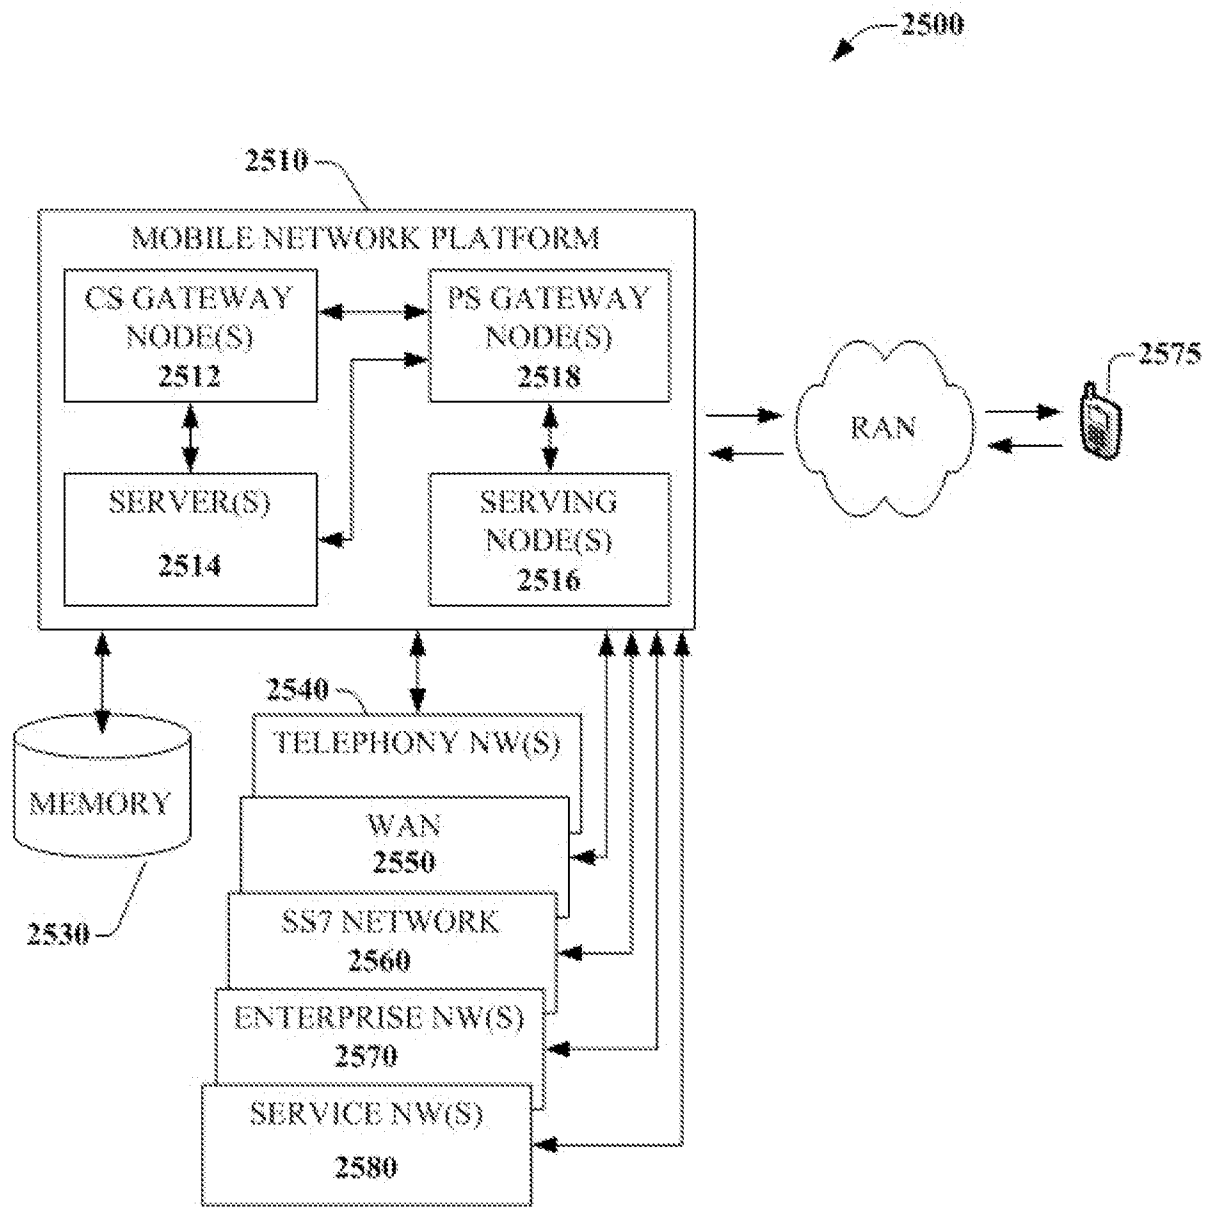 2500
2510
MOBILE NETWORK PLATFORM
CS GATEWAY
NODE(S)
2512
PS GATEWAY
NODE(S)
2518
SERVER(S)
2514
SERVING
NODE(S)
2516
RAN
2575
2540
TELEPHONY NW(S)
MEMORY
2530
WAN
2550
SS7 NETWORK
2560
ENTERPRISE NW(S)
2570
SERVICE NW(S)
2580